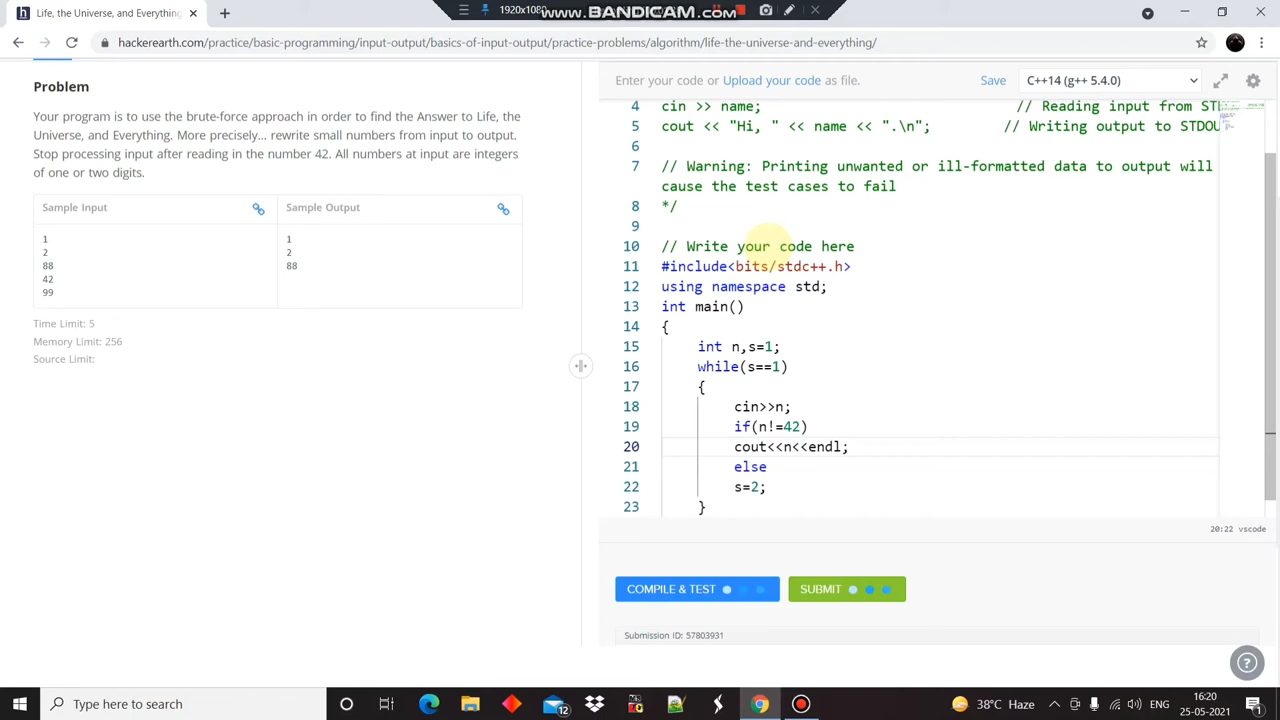 Life, the Universe, and Everything
1920x1080
www.BANDICAM.com
hackerearth.com/practice/basic-programming/input-output/basics-of-input-output/practice-problems/algorithm/life-the-universe-and-everything/
Problem
Your program is to use the brute-force approach in order to find the Answer to Life, the
Universe, and Everything. More precisely... rewrite small numbers from input to output.
Stop processing input after reading in the number 42. All numbers at input are integers
of one or two digits.
Sample Input
Sample Output
1
2
88
42
99
1
2
88
Time Limit: 5
Memory Limit: 256
Source Limit:
Enter your code or Upload your code as file.
Save
C++14 (g++ 5.4.0)
4 cin >> name; // Reading input from STD
5 cout << "Hi, " << name << ".\n"; // Writing output to STDOU
6
7 // Warning: Printing unwanted or ill-formatted data to output will
cause the test cases to fail
8 */
9
10 // Write your code here
11 #include<bits/stdc++.h>
12 using namespace std;
13 int main()
14 {
15 int n,s=1;
16 while(s==1)
17 {
18 cin>>n;
19 if(n!=42)
20 cout<<n<<endl;
21 else
22 s=2;
23 }
20:22 vscode
COMPILE & TEST
SUBMIT
Submission ID: 57803931
?
Type here to search
12
38°C Haze
ENG
16:20
25-05-2021
1